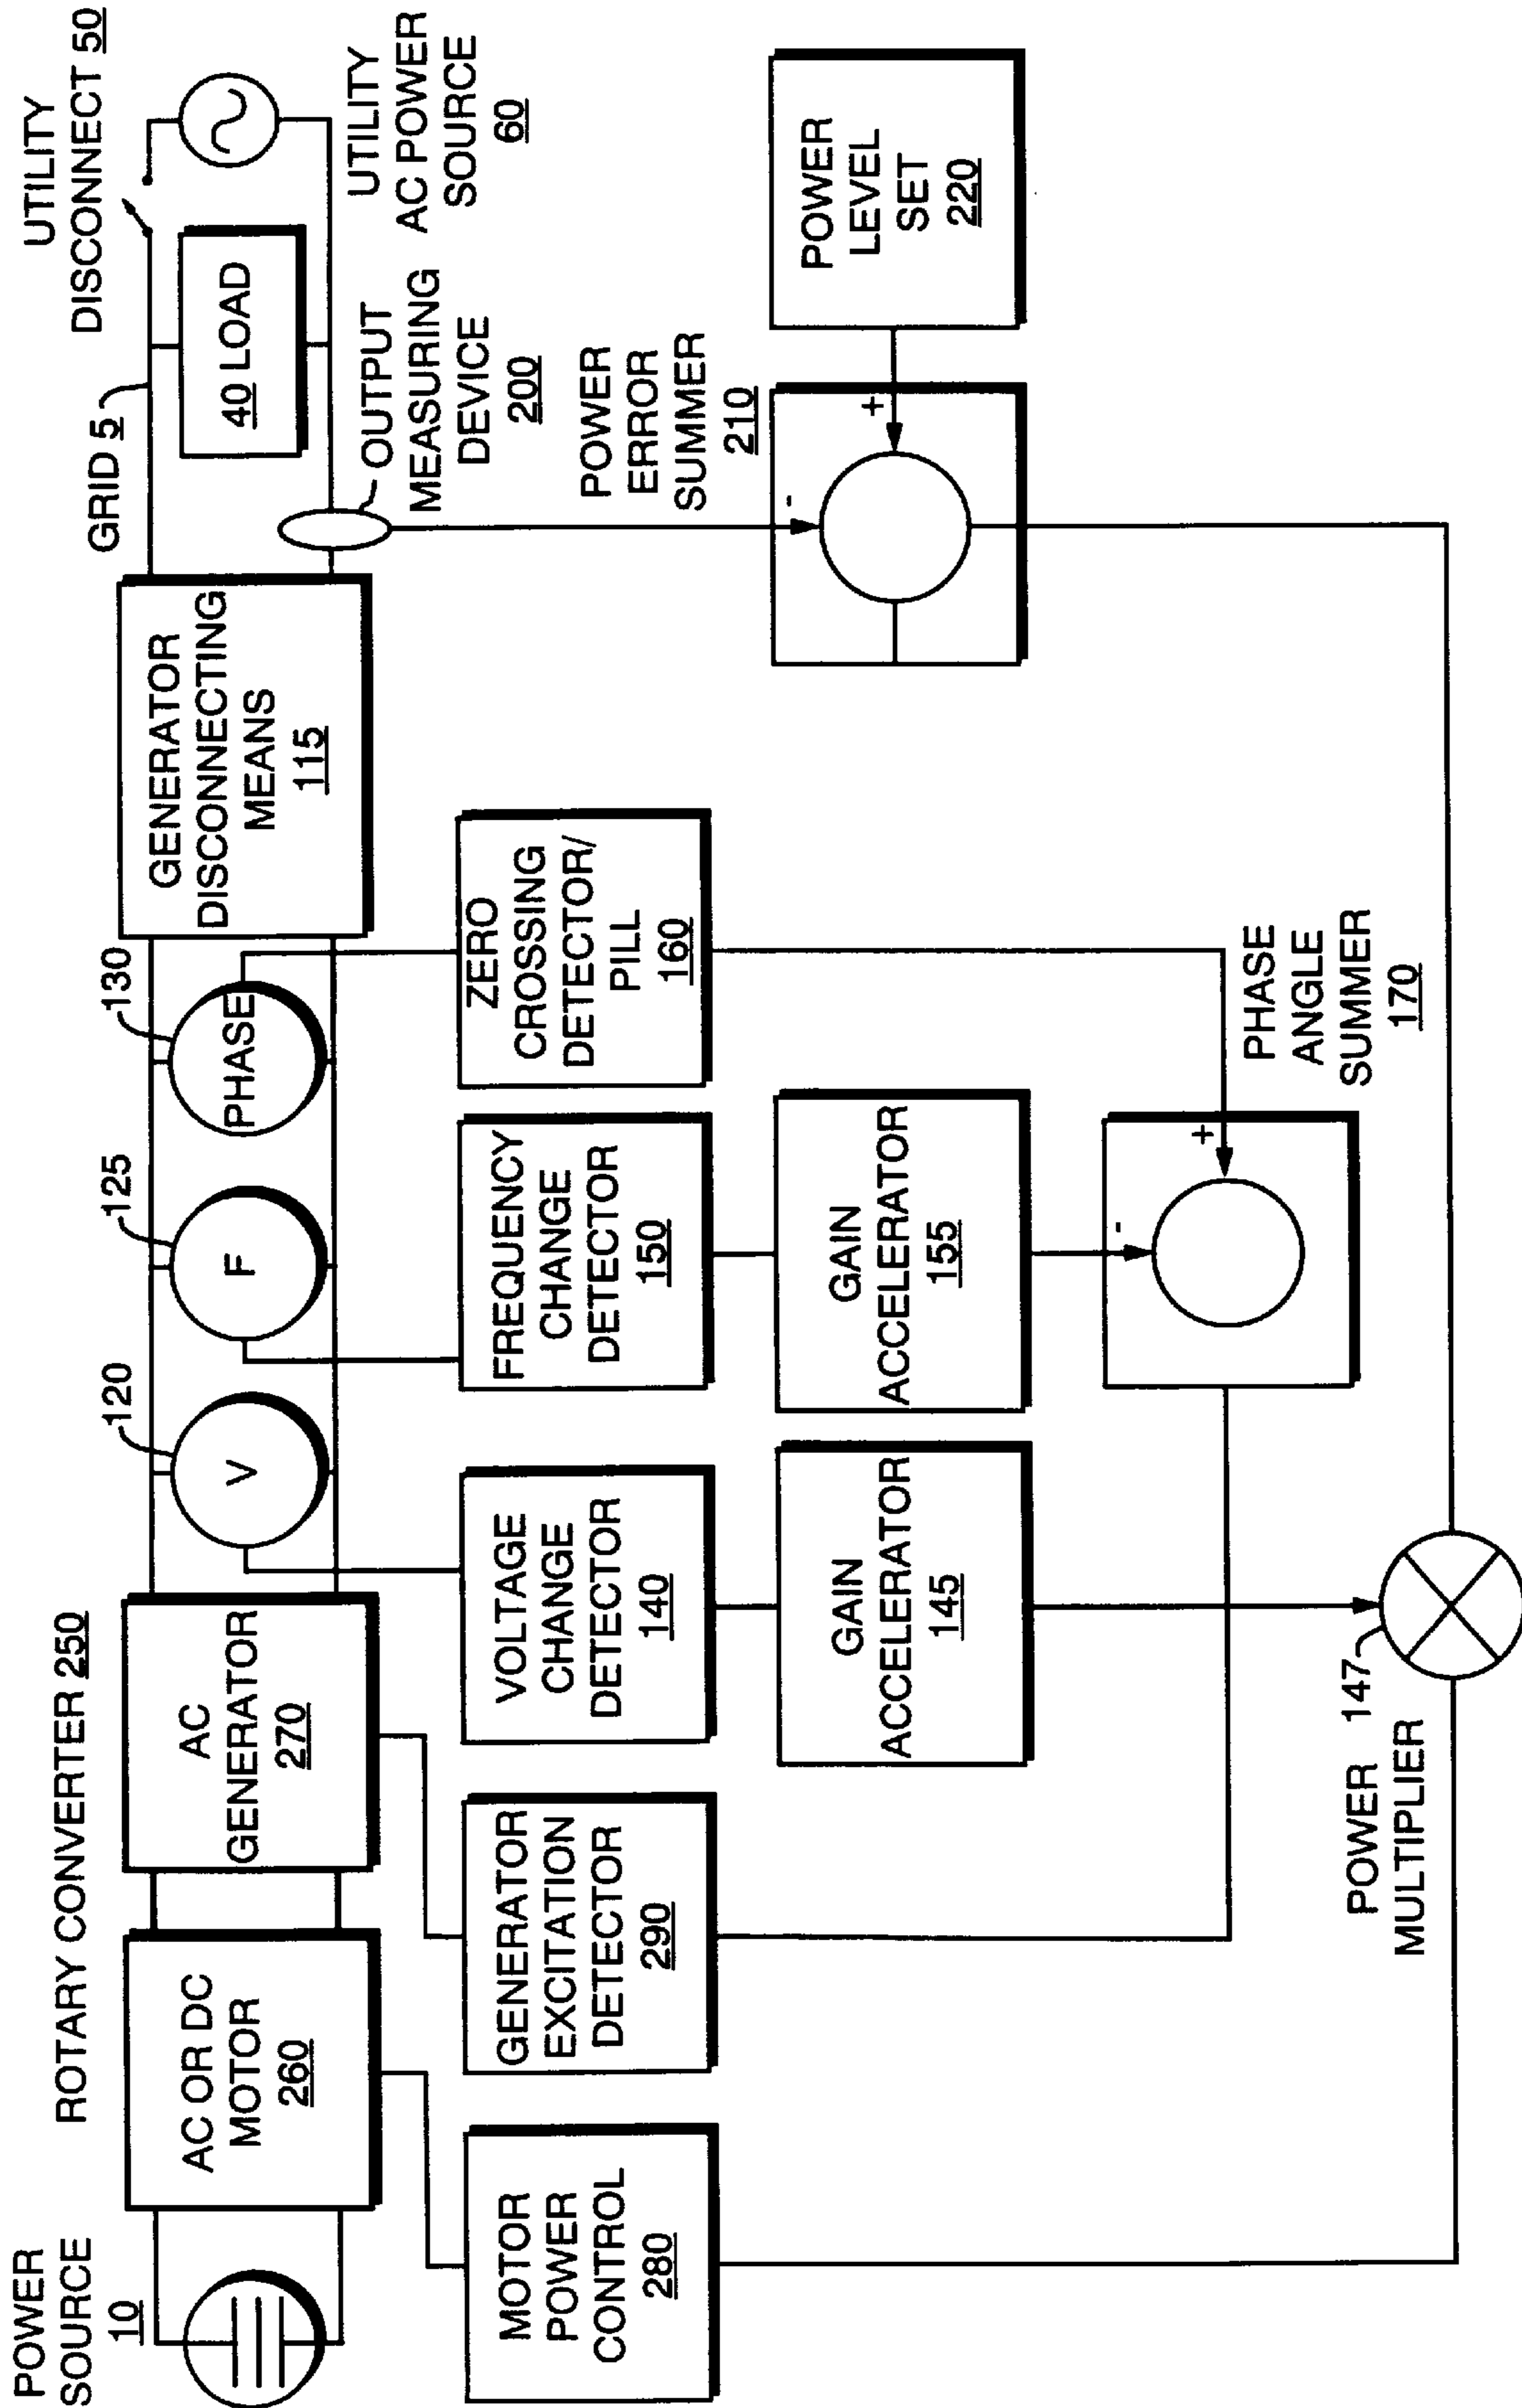 POWER
SOURCE
10
ROTARY CONVERTER 250
AC OR DC
MOTOR
260
AC
GENERATOR
270
120
V
125
F
130
PHASE
GENERATOR
DISCONNECTING
MEANS
115
GRID 5
40 LOAD
UTILITY
DISCONNECT 50
UTILITY
AC POWER
SOURCE
60
OUTPUT
MEASURING
DEVICE
200
MOTOR
POWER
CONTROL
280
GENERATOR
EXCITATION
DETECTOR
290
VOLTAGE
CHANGE
DETECTOR
140
FREQUENCY
CHANGE
DETECTOR
150
ZERO
CROSSING
DETECTOR/
PILL
160
POWER
ERROR
SUMMER
210
-
+
POWER
LEVEL
SET
220
GAIN
ACCELERATOR
145
GAIN
ACCELERATOR
155
-
+
PHASE
ANGLE
SUMMER
170
POWER
MULTIPLIER
147